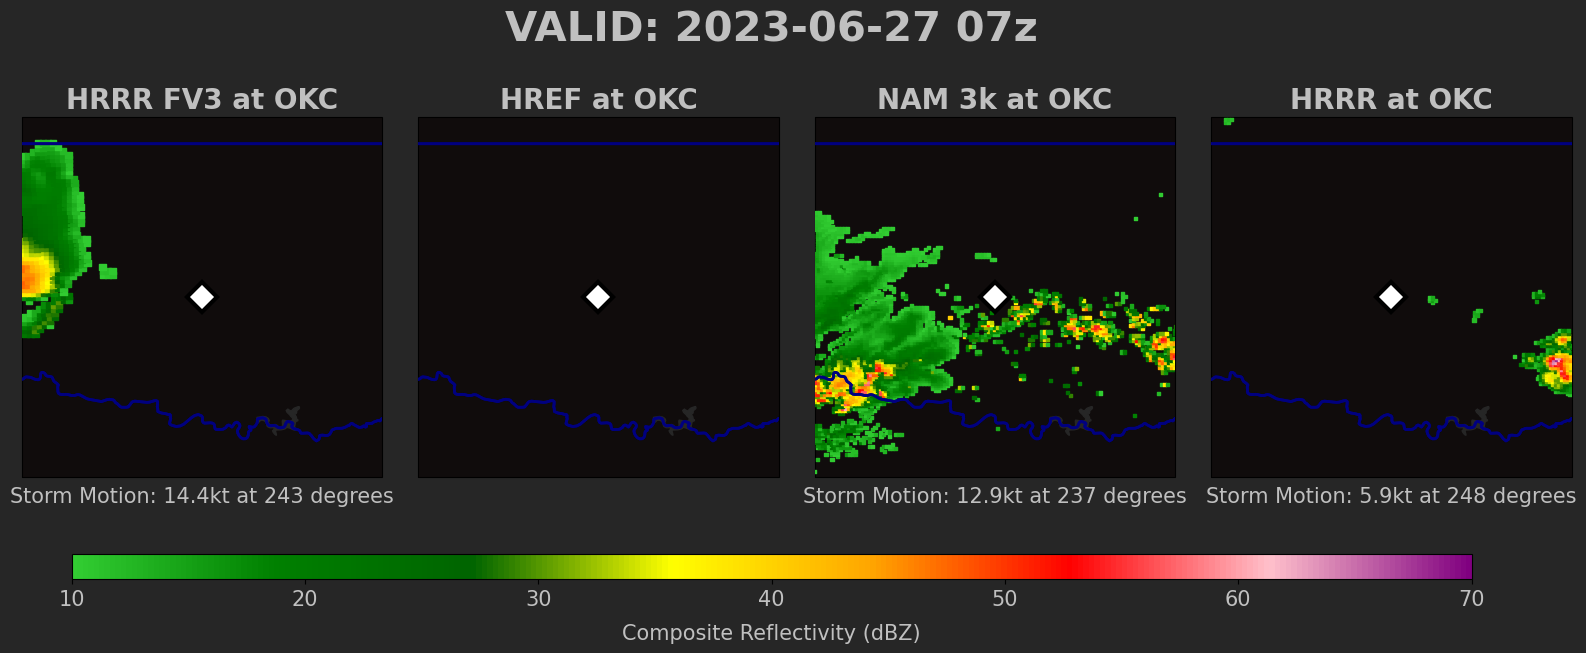 VALID: 2023-06-27 07z
HRRR FV3 at OKC
HREF at OKC
NAM 3k at OKC
HRRR at OKC
Storm Motion: 14.4kt at 243 degrees
Storm Motion: 12.9kt at 237 degrees
Storm Motion: 5.9kt at 248 degrees
10 20 30 40 50 60 70
Composite Reflectivity (dBZ)